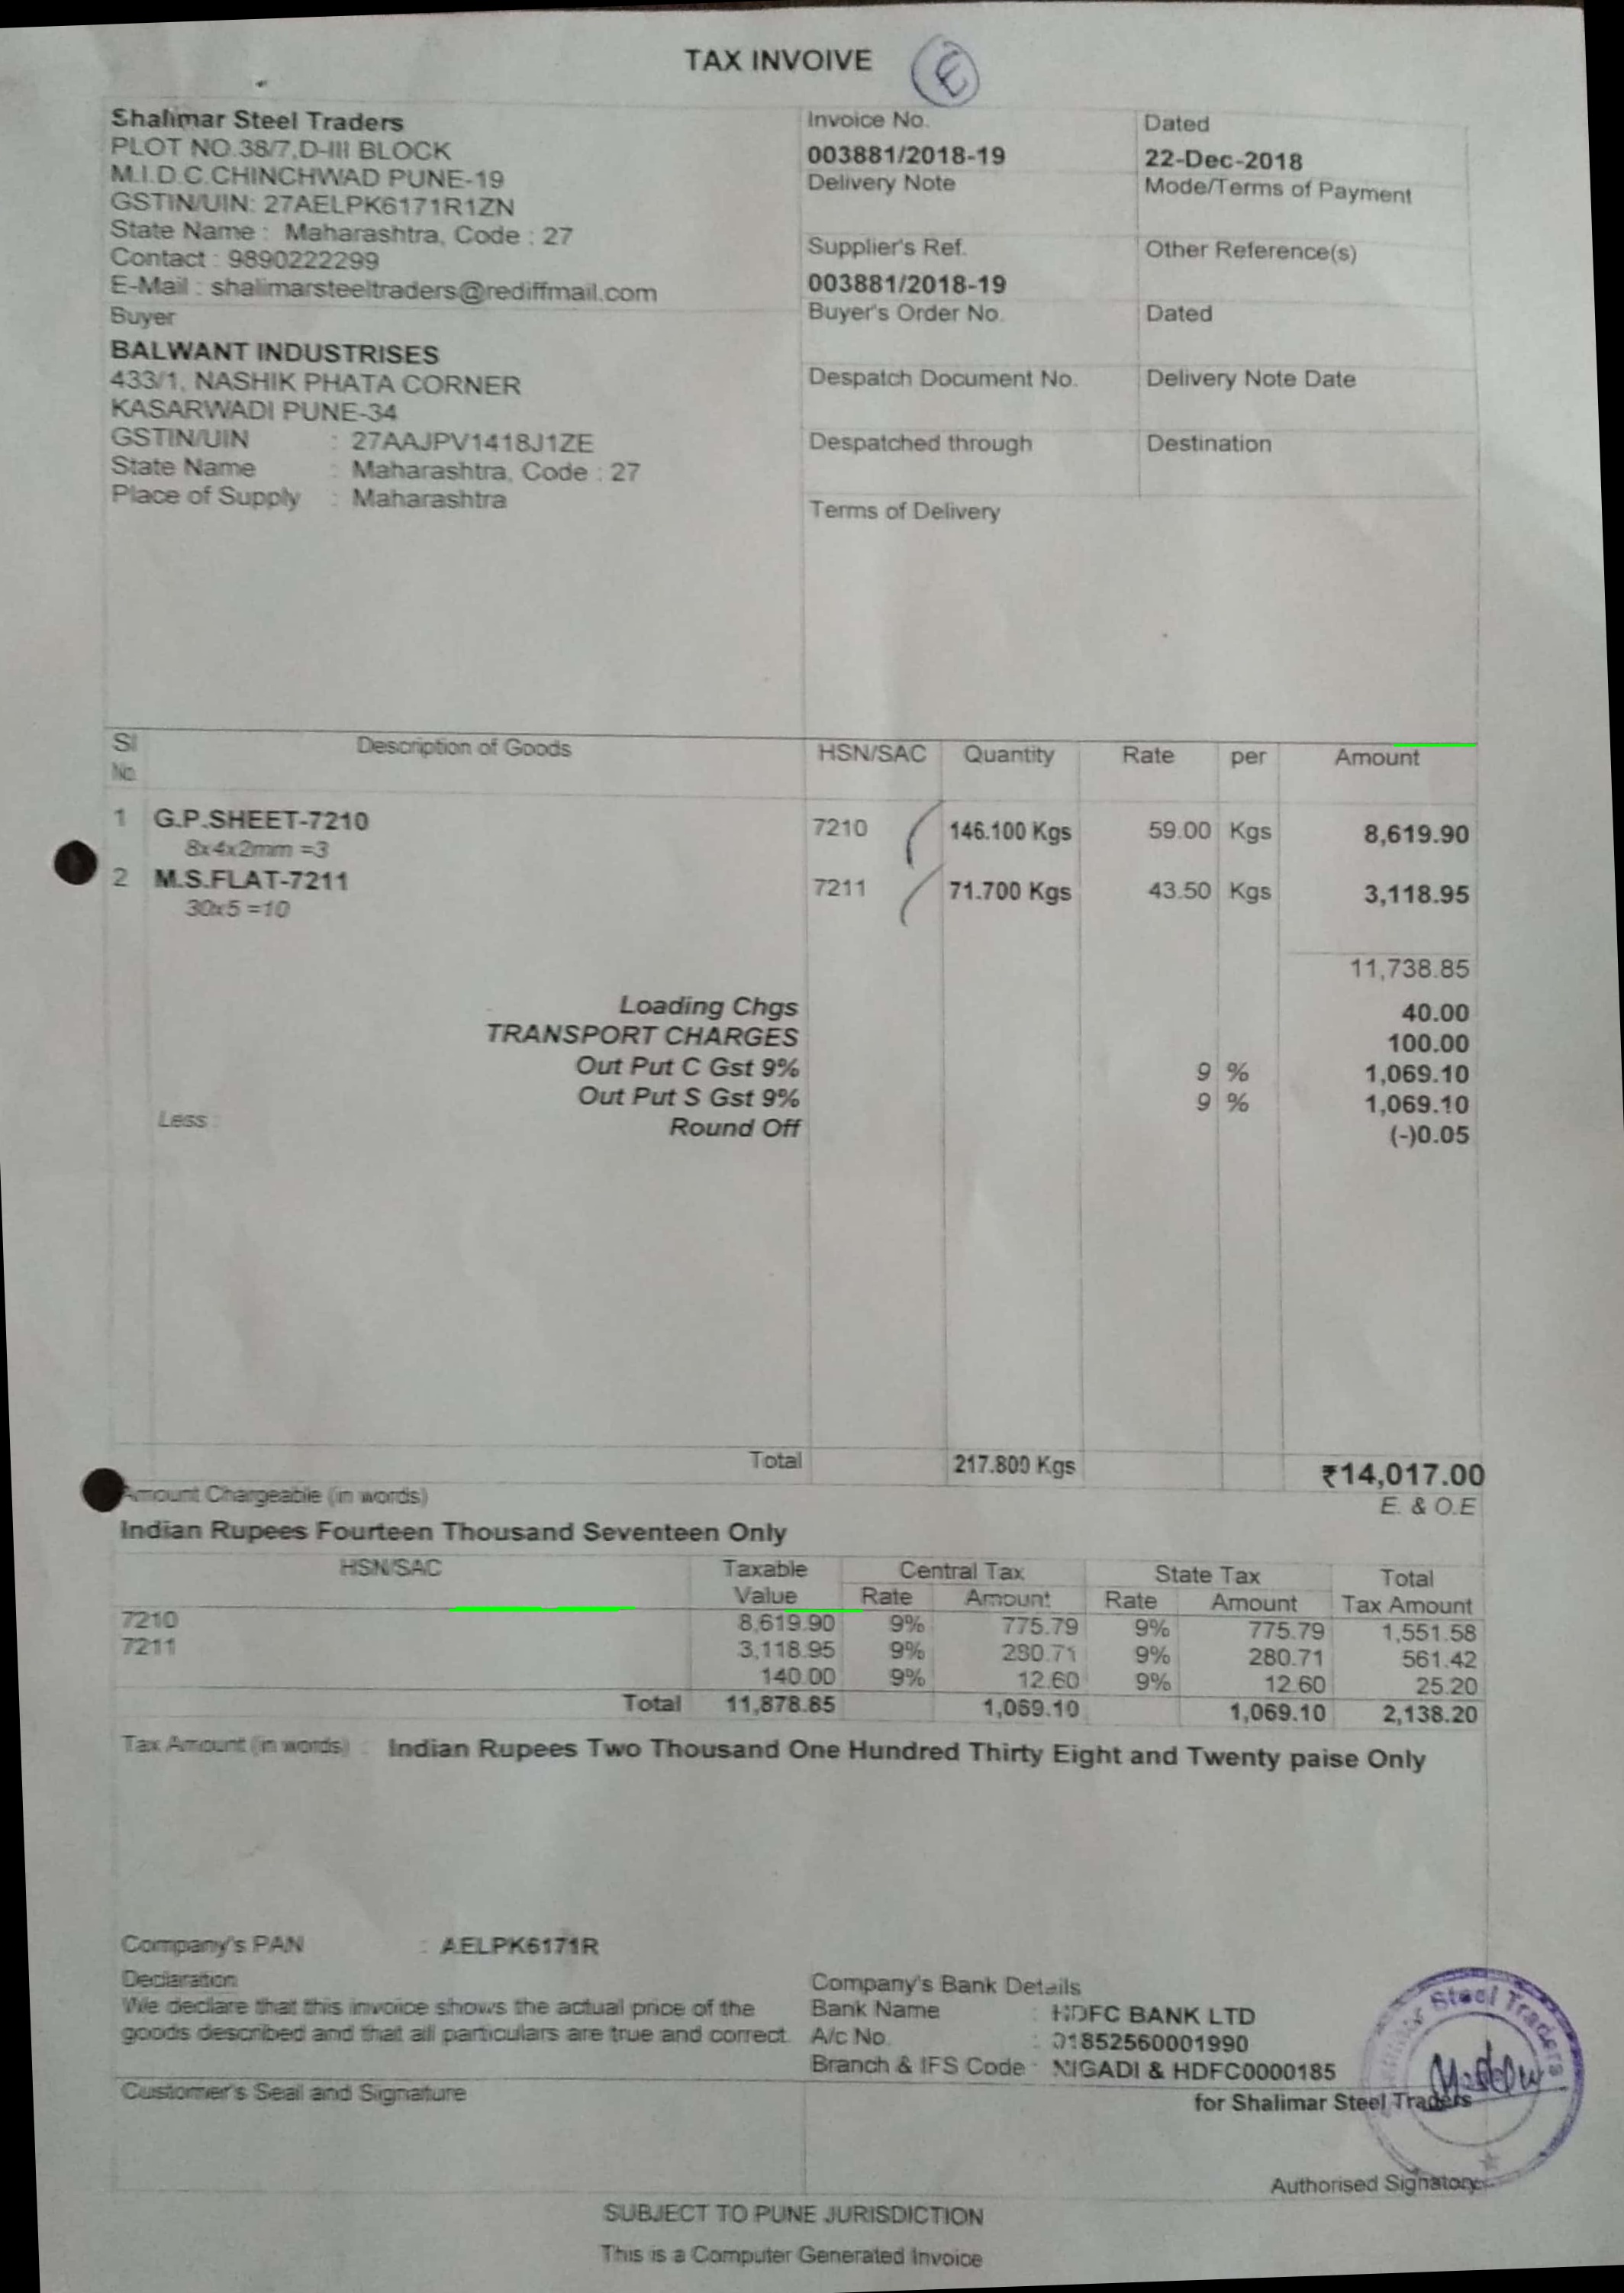 TAX INVOIVE
E
Shalimar Steel Traders
PLOT NO.38/7,D-III BLOCK
M.I.D.C.CHINCHWAD PUNE-19
GSTIN/UIN: 27AELPK6171R1ZN
State Name : Maharashtra, Code : 27
Contact : 9890222299
E-Mail : shalimarsteeltraders@rediffmail.com
Invoice No. Dated
003881/2018-19 22-Dec-2018
Delivery Note Mode/Terms of Payment
Supplier's Ref. Other Reference(s)
003881/2018-19
Buyer
BALWANT INDUSTRISES
433/1, NASHIK PHATA CORNER
KASARWADI PUNE-34
GSTIN/UIN : 27AAJPV1418J1ZE
State Name : Maharashtra, Code : 27
Place of Supply : Maharashtra
Buyer's Order No. Dated
Despatch Document No. Delivery Note Date
Despatched through Destination
Terms of Delivery
Sl No. Description of Goods HSN/SAC Quantity Rate per Amount
1 G.P.SHEET-7210 7210 146.100 Kgs 59.00 Kgs 8,619.90
8x4x2mm =3
2 M.S.FLAT-7211 7211 71.700 Kgs 43.50 Kgs 3,118.95
30x5 =10
11,738.85
Loading Chgs 40.00
TRANSPORT CHARGES 100.00
Out Put C Gst 9% 9 % 1,069.10
Out Put S Gst 9% 9 % 1,069.10
Less : Round Off (-)0.05
Total 217.800 Kgs ₹14,017.00
Amount Chargeable (in words) E. & O.E
Indian Rupees Fourteen Thousand Seventeen Only
HSN/SAC Taxable Central Tax State Tax Total
Value Rate Amount Rate Amount Tax Amount
7210 8,619.90 9% 775.79 9% 775.79 1,551.58
7211 3,118.95 9% 280.71 9% 280.71 561.42
140.00 9% 12.60 9% 12.60 25.20
Total 11,878.85 1,069.10 1,069.10 2,138.20
Tax Amount (in words) : Indian Rupees Two Thousand One Hundred Thirty Eight and Twenty paise Only
Company's PAN : AELPK6171R
Declaration
We declare that this invoice shows the actual price of the
goods described and that all particulars are true and correct.
Company's Bank Details
Bank Name : HDFC BANK LTD
A/c No. : 01852560001990
Branch & IFS Code : NIGADI & HDFC0000185
Customer's Seal and Signature
for Shalimar Steel Traders
Steel Traders
Authorised Signatory
SUBJECT TO PUNE JURISDICTION
This is a Computer Generated Invoice